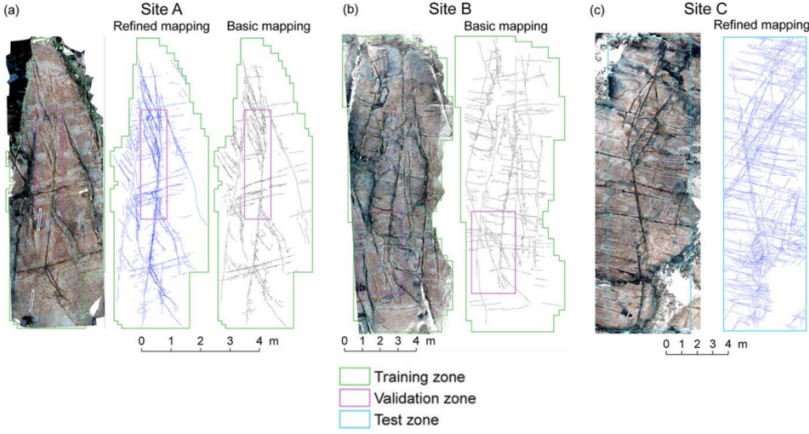 (a) Site A
Refined mapping Basic mapping
0 1 2 3 4 m
(b) Site B
Basic mapping
0 1 2 3 4 m
(c) Site C
Refined mapping
0 1 2 3 4 m
Training zone
Validation zone
Test zone